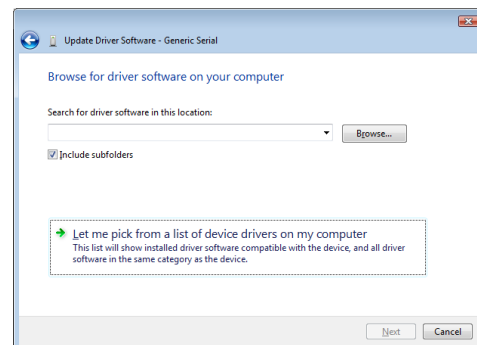 Update Driver Software - Generic Serial
Browse for driver software on your computer
Search for driver software in this location:
Browse...
Include subfolders
Let me pick from a list of device drivers on my computer
This list will show installed driver software compatible with the device, and all driver
software in the same category as the device.
Next Cancel